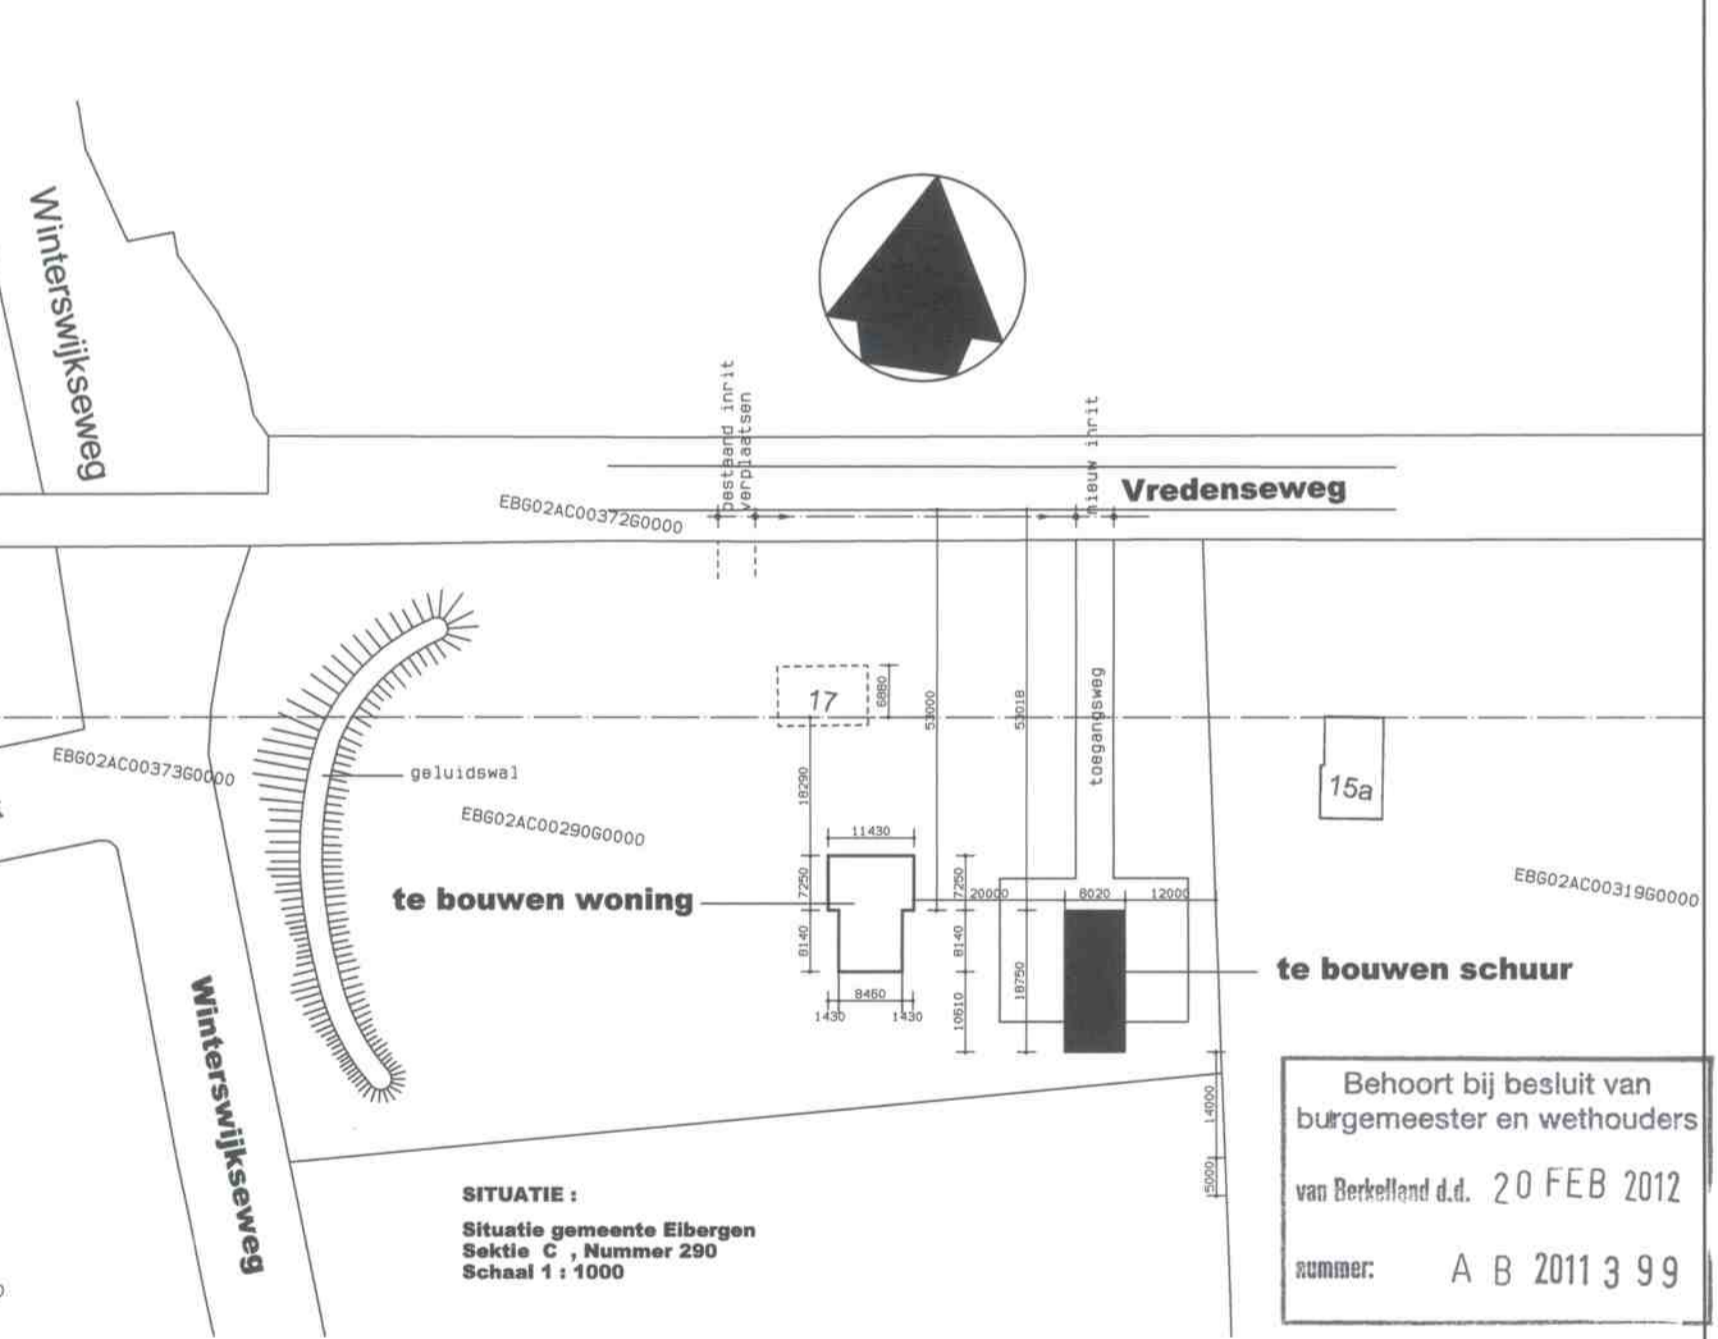 Winterswijkseweg
bestaand inrit
verplaatsen
nieuw inrit
Vredenseweg
EBG02AC00372G0000
17
6880
53000
53018
toegangsweg
EBG02AC00373G0000
geluidswal
18290
15a
EBG02AC00290G0000
11430
te bouwen woning
7250
7250
20000
8020
12000
EBG02AC00319G0000
8140
8140
te bouwen schuur
18750
8460
1430
1430
10610
Winterswijkseweg
14000
5000
SITUATIE :
Situatie gemeente Eibergen
Sektie C , Nummer 290
Schaal 1 : 1000
Behoort bij besluit van
burgemeester en wethouders
van Berkelland d.d. 20 FEB 2012
nummer: A B 2011 3 9 9